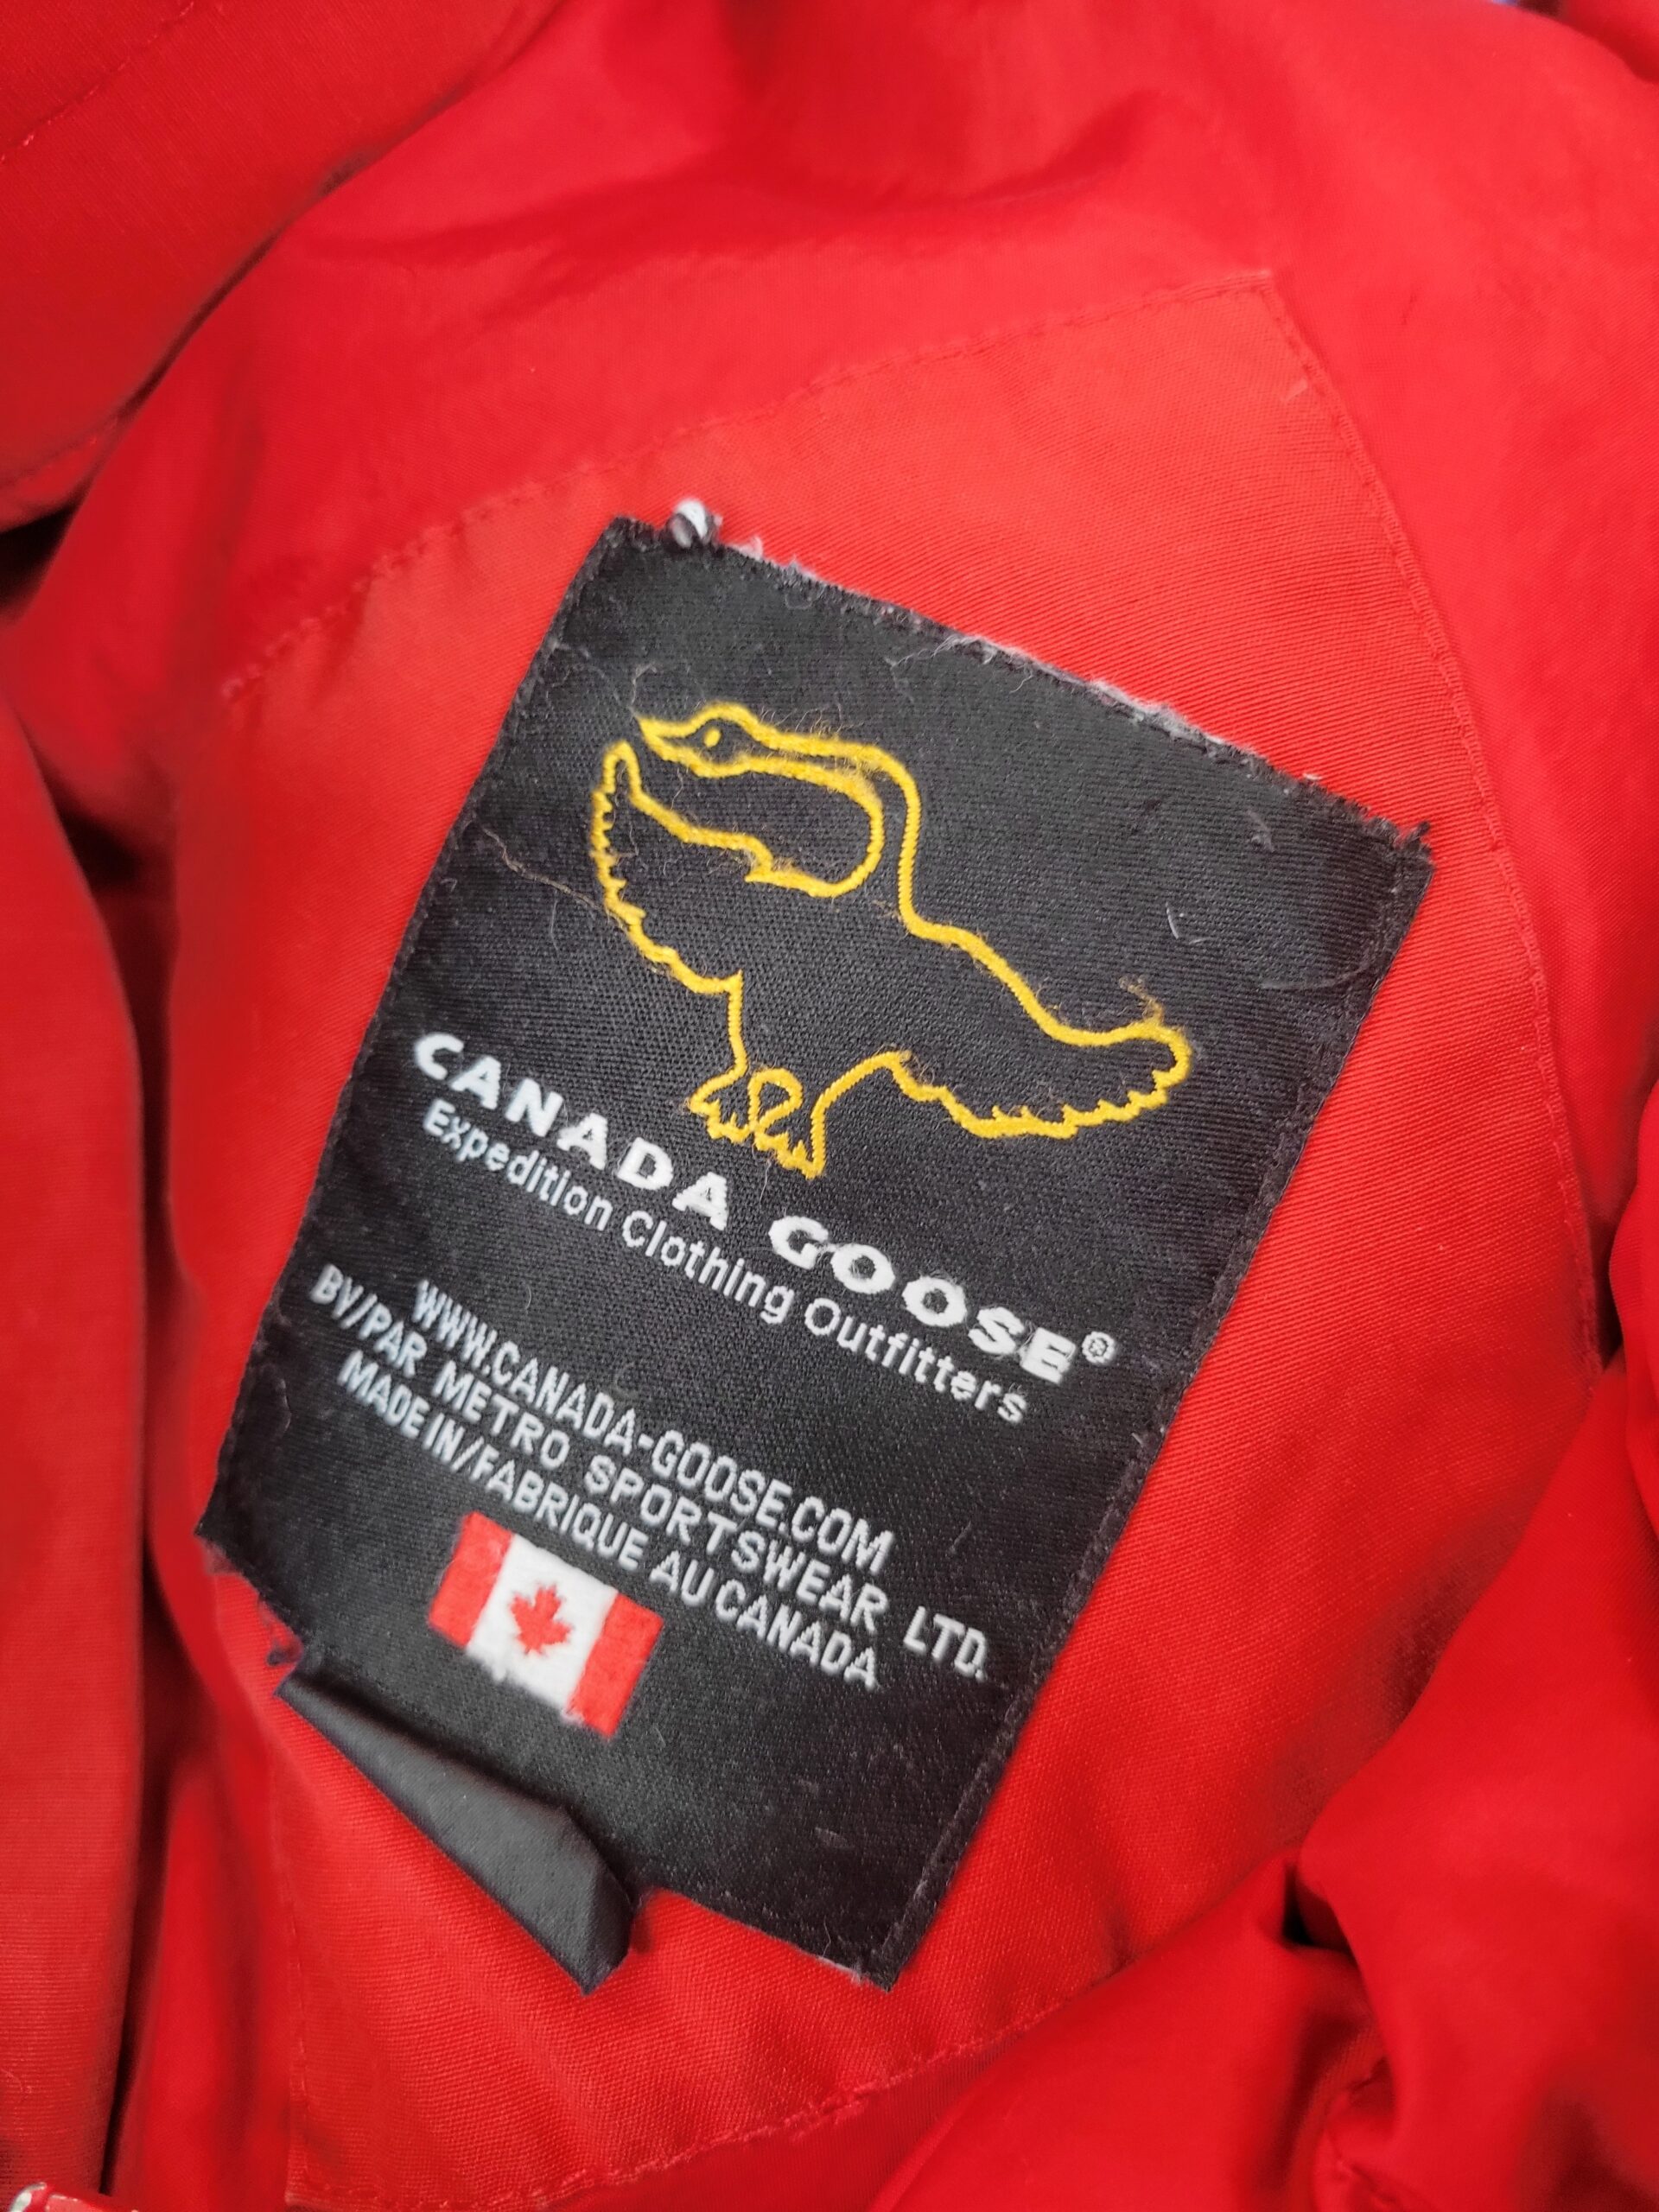 CANADA GOOSE®
Expedition Clothing Outfitters
WWW.CANADA-GOOSE.COM
BY/PAR METRO SPORTSWEAR LTD.
MADE IN/FABRIQUE AU CANADA